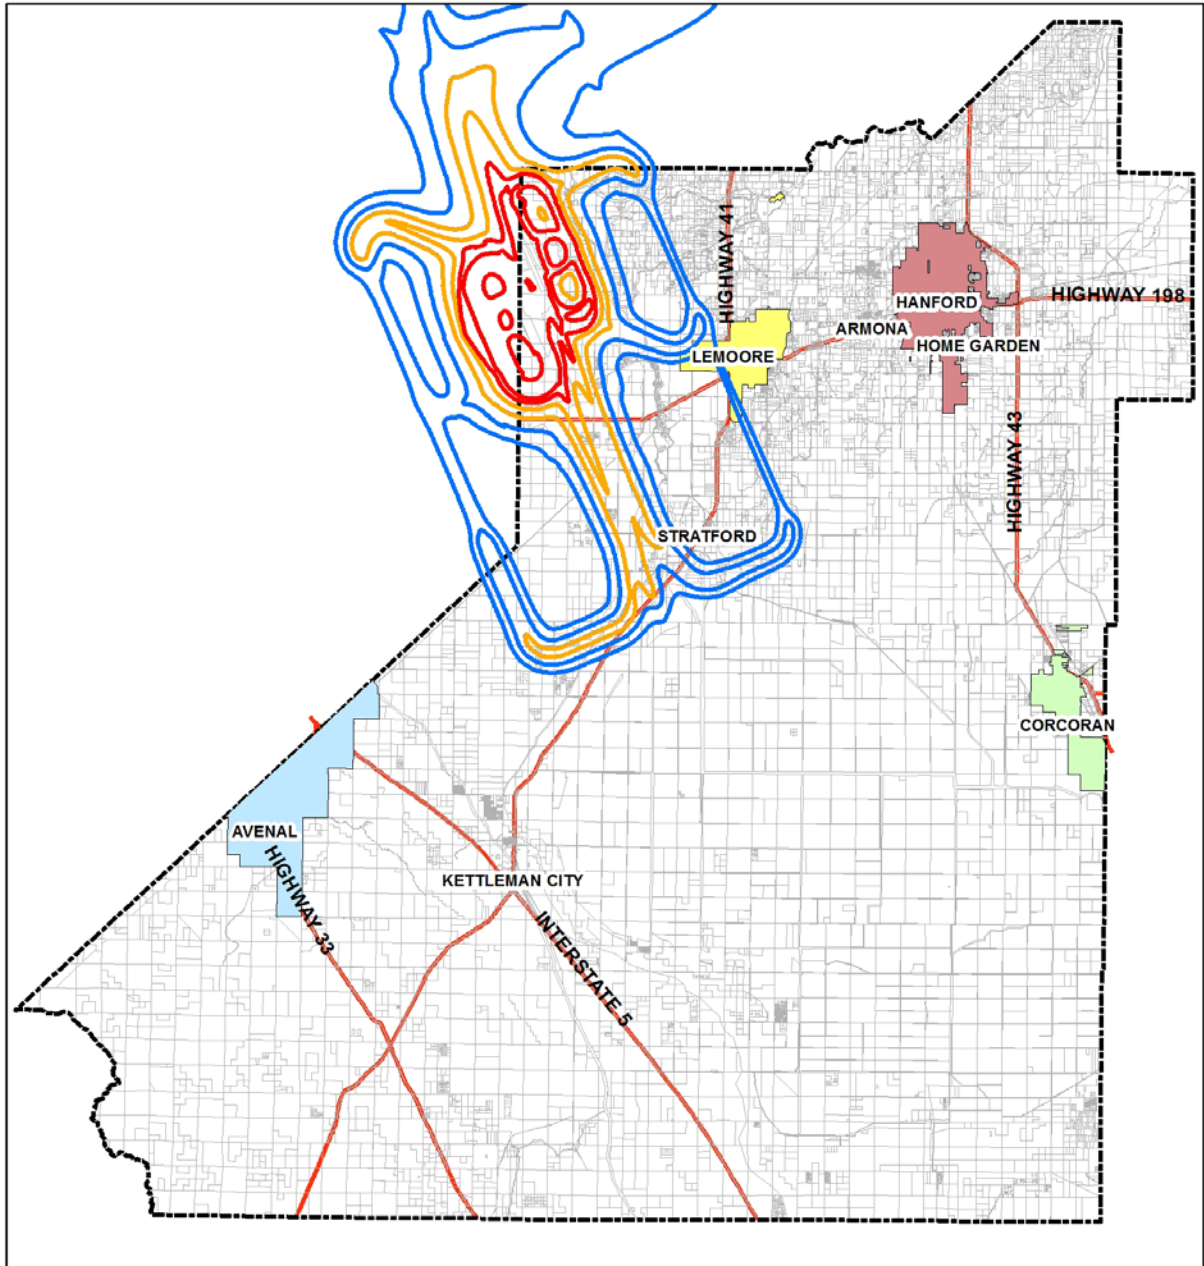 HIGHWAY 41
HANFORD
HIGHWAY 198
ARMONA
HOME GARDEN
LEMOORE
HIGHWAY 43
STRATFORD
CORCORAN
AVENAL
HIGHWAY 33
KETTLEMAN CITY
INTERSTATE 5